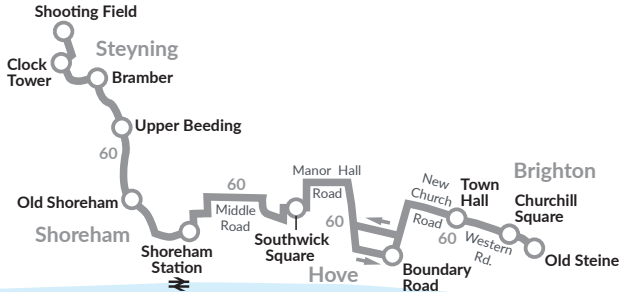 Shooting Field
Steyning
Clock
Tower
Bramber
Upper Beeding
60
Old Shoreham
Shoreham
Shoreham
Station
60
Middle
Road
Southwick
Square
Manor Hall
Road
60
Hove
Boundary
Road
New
Church
Road
60
Town
Hall
Western
Rd.
Brighton
Churchill
Square
Old Steine